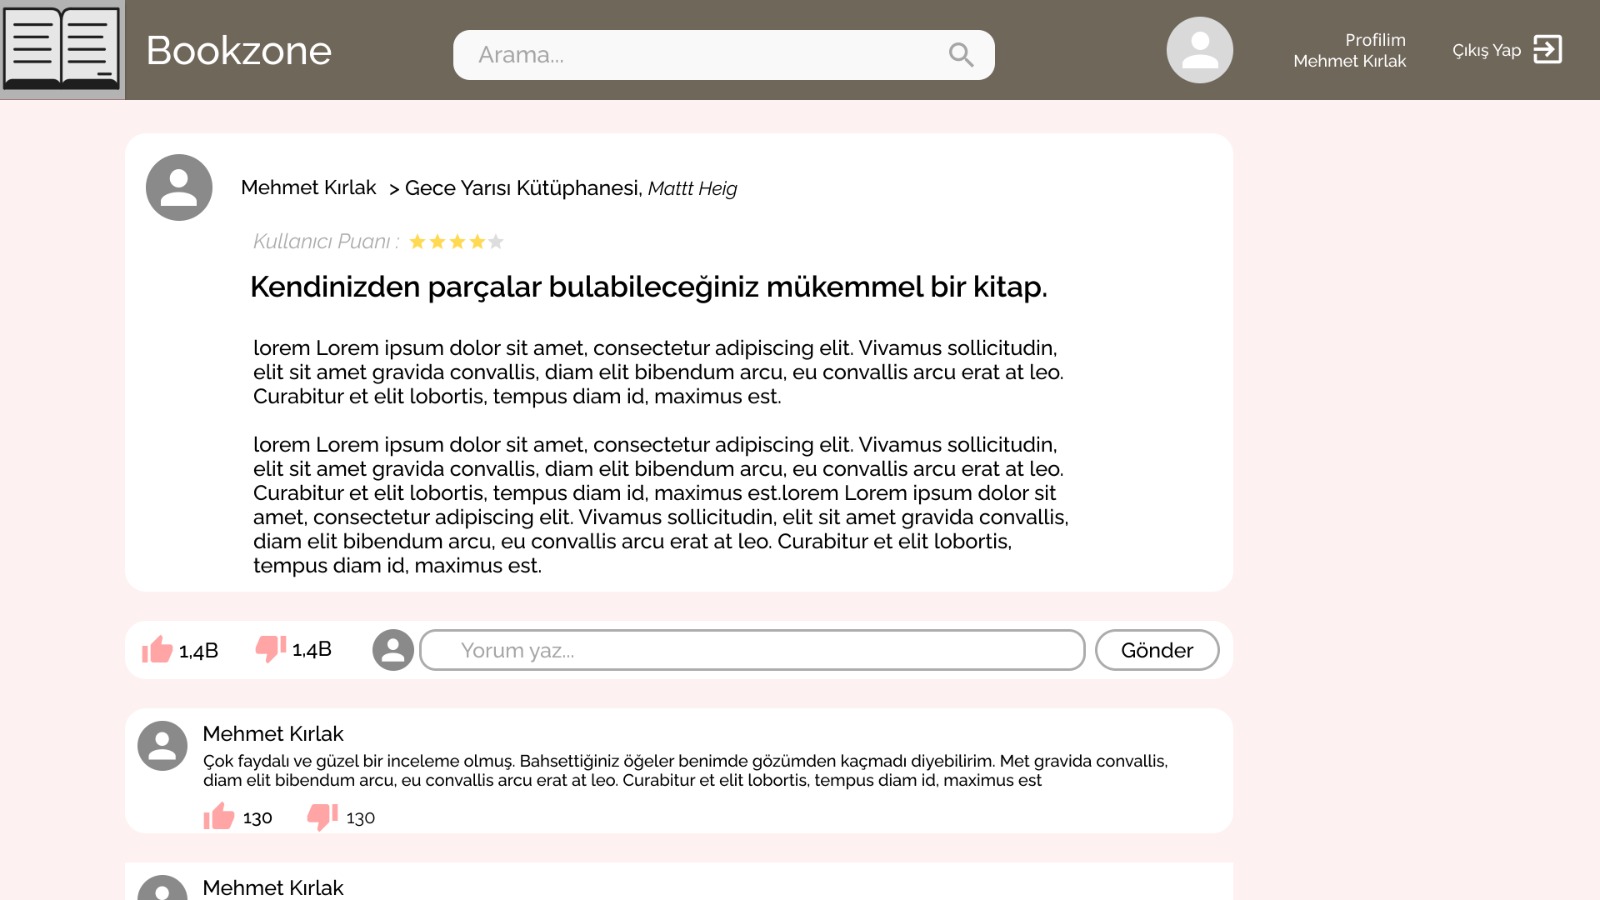 Bookzone
Arama...
Profilim
Mehmet Kırlak
Çıkış Yap
Mehmet Kırlak > Gece Yarısı Kütüphanesi, Mattt Heig
Kullanıcı Puanı :
Kendinizden parçalar bulabileceğiniz mükemmel bir kitap.
lorem Lorem ipsum dolor sit amet, consectetur adipiscing elit. Vivamus sollicitudin,
elit sit amet gravida convallis, diam elit bibendum arcu, eu convallis arcu erat at leo.
Curabitur et elit lobortis, tempus diam id, maximus est.
lorem Lorem ipsum dolor sit amet, consectetur adipiscing elit. Vivamus sollicitudin,
elit sit amet gravida convallis, diam elit bibendum arcu, eu convallis arcu erat at leo.
Curabitur et elit lobortis, tempus diam id, maximus est.lorem Lorem ipsum dolor sit
amet, consectetur adipiscing elit. Vivamus sollicitudin, elit sit amet gravida convallis,
diam elit bibendum arcu, eu convallis arcu erat at leo. Curabitur et elit lobortis,
tempus diam id, maximus est.
1,4B 1,4B Yorum yaz... Gönder
Mehmet Kırlak
Çok faydalı ve güzel bir inceleme olmuş. Bahsettiğiniz öğeler benimde gözümden kaçmadı diyebilirim. Met gravida convallis,
diam elit bibendum arcu, eu convallis arcu erat at leo. Curabitur et elit lobortis, tempus diam id, maximus est
130 130
Mehmet Kırlak